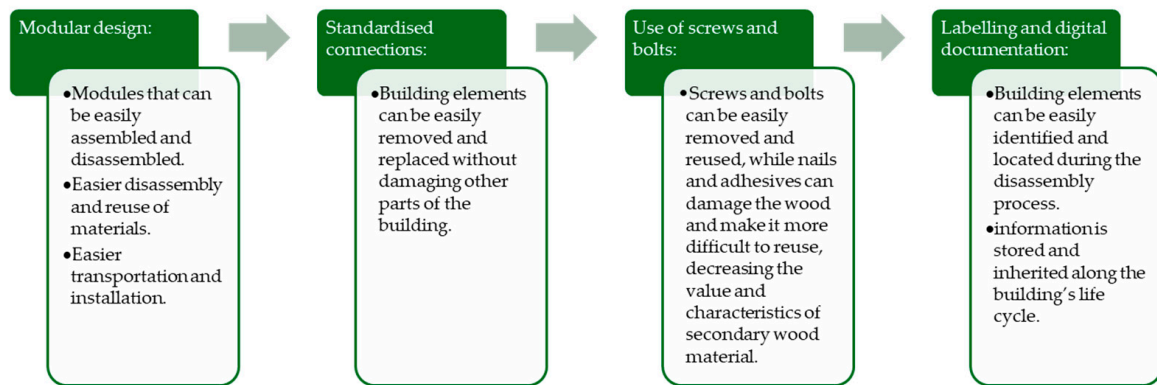 Modular design:
•Modules that can
be easily
assembled and
disassembled.
•Easier disassembly
and reuse of
materials.
•Easier
transportation and
installation.
Standardised
connections:
•Building elements
can be easily
removed and
replaced without
damaging other
parts of the
building.
Use of screws and
bolts:
•Screws and bolts
can be easily
removed and
reused, while nails
and adhesives can
damage the wood
and make it more
difficult to reuse,
decreasing the
value and
characteristics of
secondary wood
material.
Labelling and digital
documentation:
•Building elements
can be easily
identified and
located during the
disassembly
process.
•information is
stored and
inherited along the
building’s life
cycle.